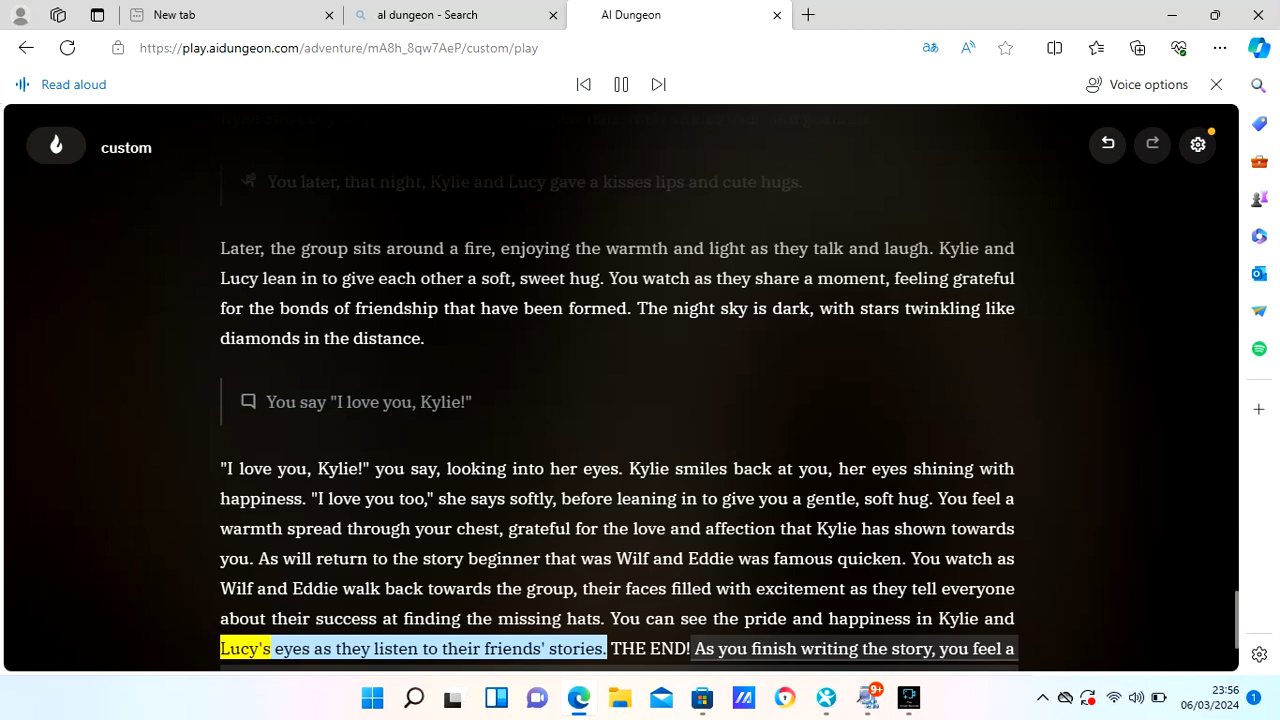 New tab
al dungeon - Search
AI Dungeon
https://play.aidungeon.com/adventure/mA8h_8qw7AeP/custom/play
Read aloud
Voice options
custom
You later, that night, Kylie and Lucy gave a kisses lips and cute hugs.
Later, the group sits around a fire, enjoying the warmth and light as they talk and laugh. Kylie and
Lucy lean in to give each other a soft, sweet hug. You watch as they share a moment, feeling grateful
for the bonds of friendship that have been formed. The night sky is dark, with stars twinkling like
diamonds in the distance.
You say "I love you, Kylie!"
"I love you, Kylie!" you say, looking into her eyes. Kylie smiles back at you, her eyes shining with
happiness. "I love you too," she says softly, before leaning in to give you a gentle, soft hug. You feel a
warmth spread through your chest, grateful for the love and affection that Kylie has shown towards
you. As will return to the story beginner that was Wilf and Eddie was famous quicken. You watch as
Wilf and Eddie walk back towards the group, their faces filled with excitement as they tell everyone
about their success at finding the missing hats. You can see the pride and happiness in Kylie and
Lucy's eyes as they listen to their friends' stories. THE END! As you finish writing the story, you feel a
9+
23:56
06/03/2024
1